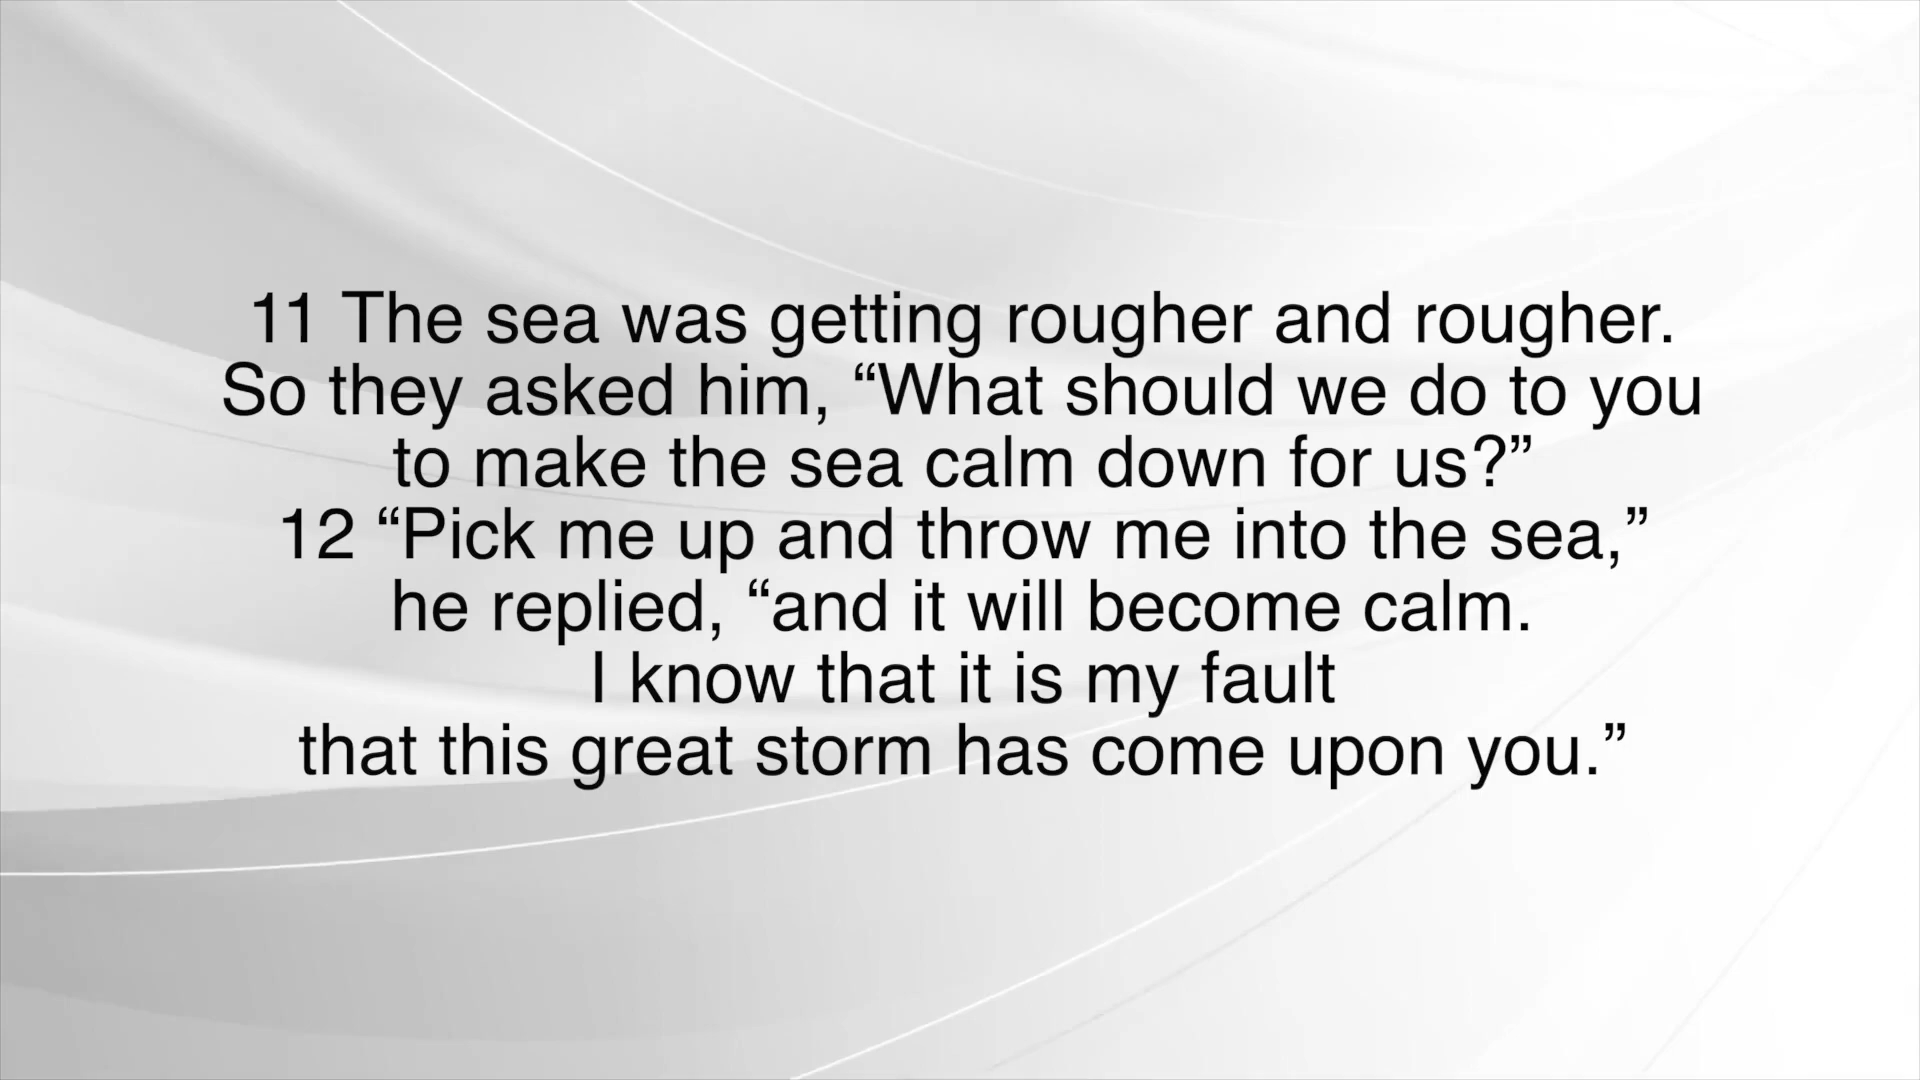 11 The sea was getting rougher and rougher.
So they asked him, “What should we do to you
to make the sea calm down for us?”
12 “Pick me up and throw me into the sea,”
he replied, “and it will become calm.
I know that it is my fault
that this great storm has come upon you.”